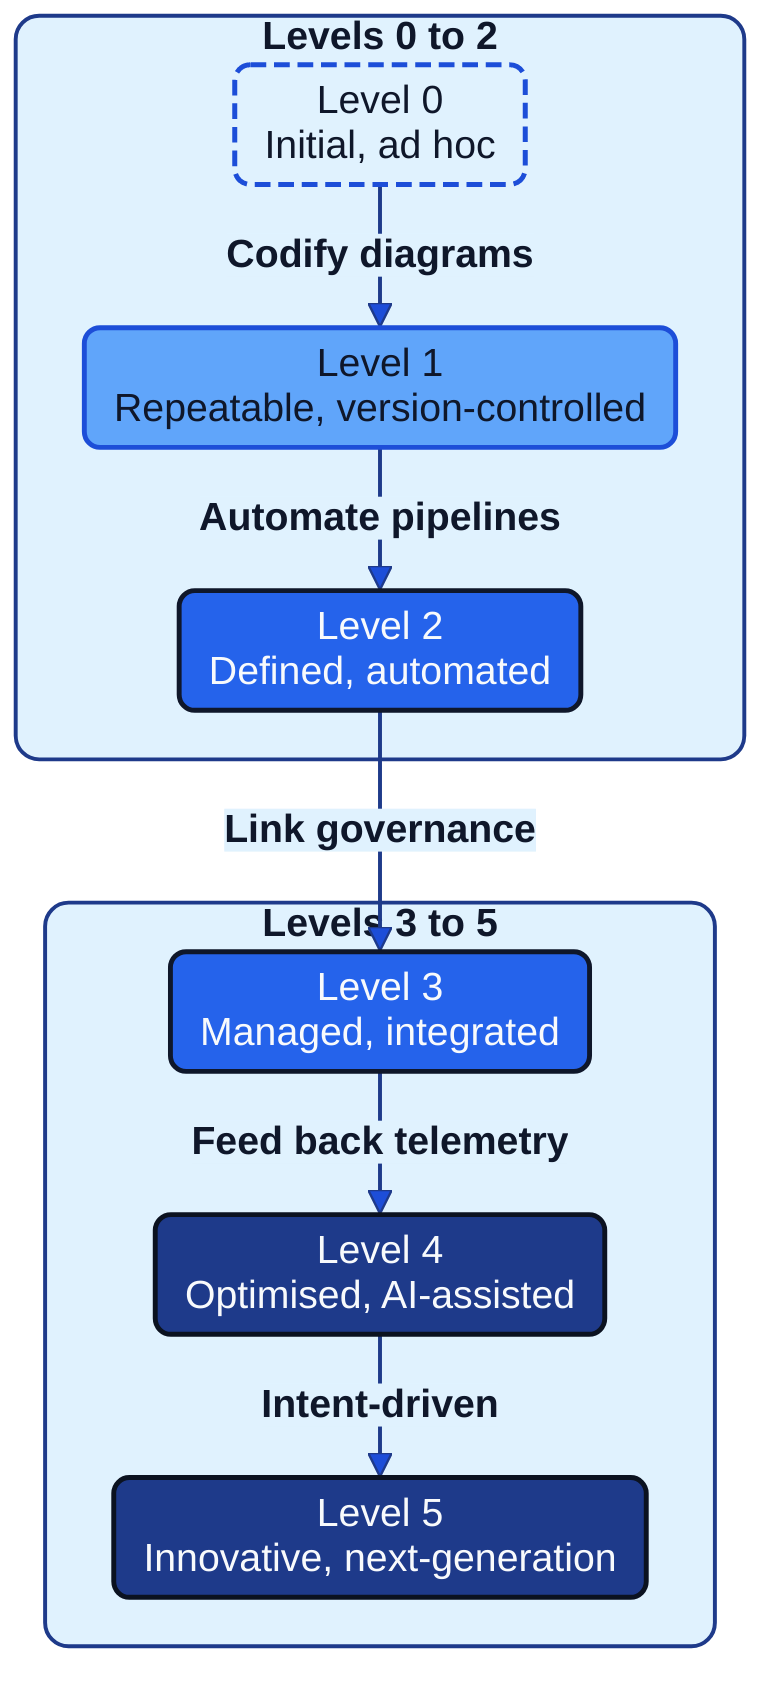 Levels 0 to 2
Level 0
Initial, ad hoc
Codify diagrams
Level 1
Repeatable, version-controlled
Automate pipelines
Level 2
Defined, automated
Link governance
Levels 3 to 5
Level 3
Managed, integrated
Feed back telemetry
Level 4
Optimised, AI-assisted
Intent-driven
Level 5
Innovative, next-generation